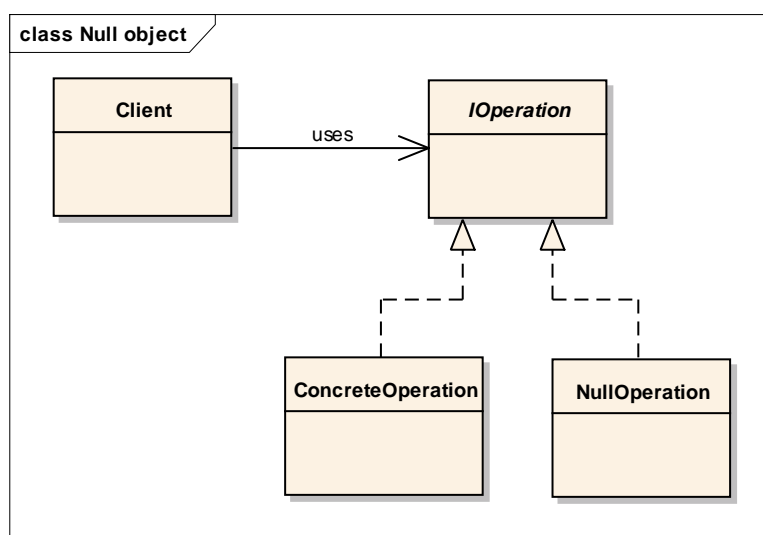 class Null object
Client
IOperation
uses
ConcreteOperation
NullOperation